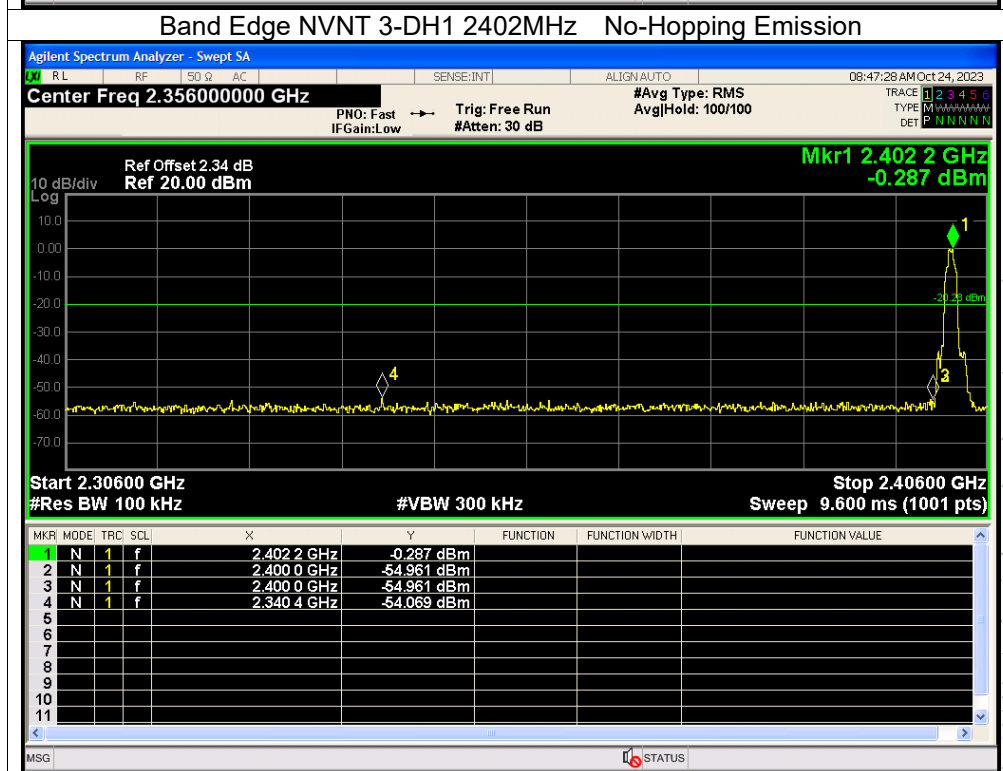 Band Edge NVNT 3-DH1 2402MHz No-Hopping Emission
Agilent Spectrum Analyzer - Swept SA
LXI RL RF 50 Ω AC SENSE:INT ALIGN AUTO 08:47:28 AM Oct 24, 2023
Center Freq 2.356000000 GHz #Avg Type: RMS TRACE 1 2 3 4 5 6
PNO: Fast Trig: Free Run Avg|Hold: 100/100 TYPE M WWWWW
IFGain:Low #Atten: 30 dB DET P N N N N N
Mkr1 2.402 2 GHz
Ref Offset 2.34 dB
10 dB/div Ref 20.00 dBm -0.287 dBm
Log
10.0
1
0.00
-10.0
-20.0 -20.28 dBm
-30.0
-40.0
4 3
-50.0
-60.0
-70.0
Start 2.30600 GHz Stop 2.40600 GHz
#Res BW 100 kHz #VBW 300 kHz Sweep 9.600 ms (1001 pts)
MKR MODE TRC SCL X Y FUNCTION FUNCTION WIDTH FUNCTION VALUE
1 N 1 f 2.402 2 GHz -0.287 dBm
2 N 1 f 2.400 0 GHz -54.961 dBm
3 N 1 f 2.400 0 GHz -54.961 dBm
4 N 1 f 2.340 4 GHz -54.069 dBm
5
6
7
8
9
10
11
MSG STATUS